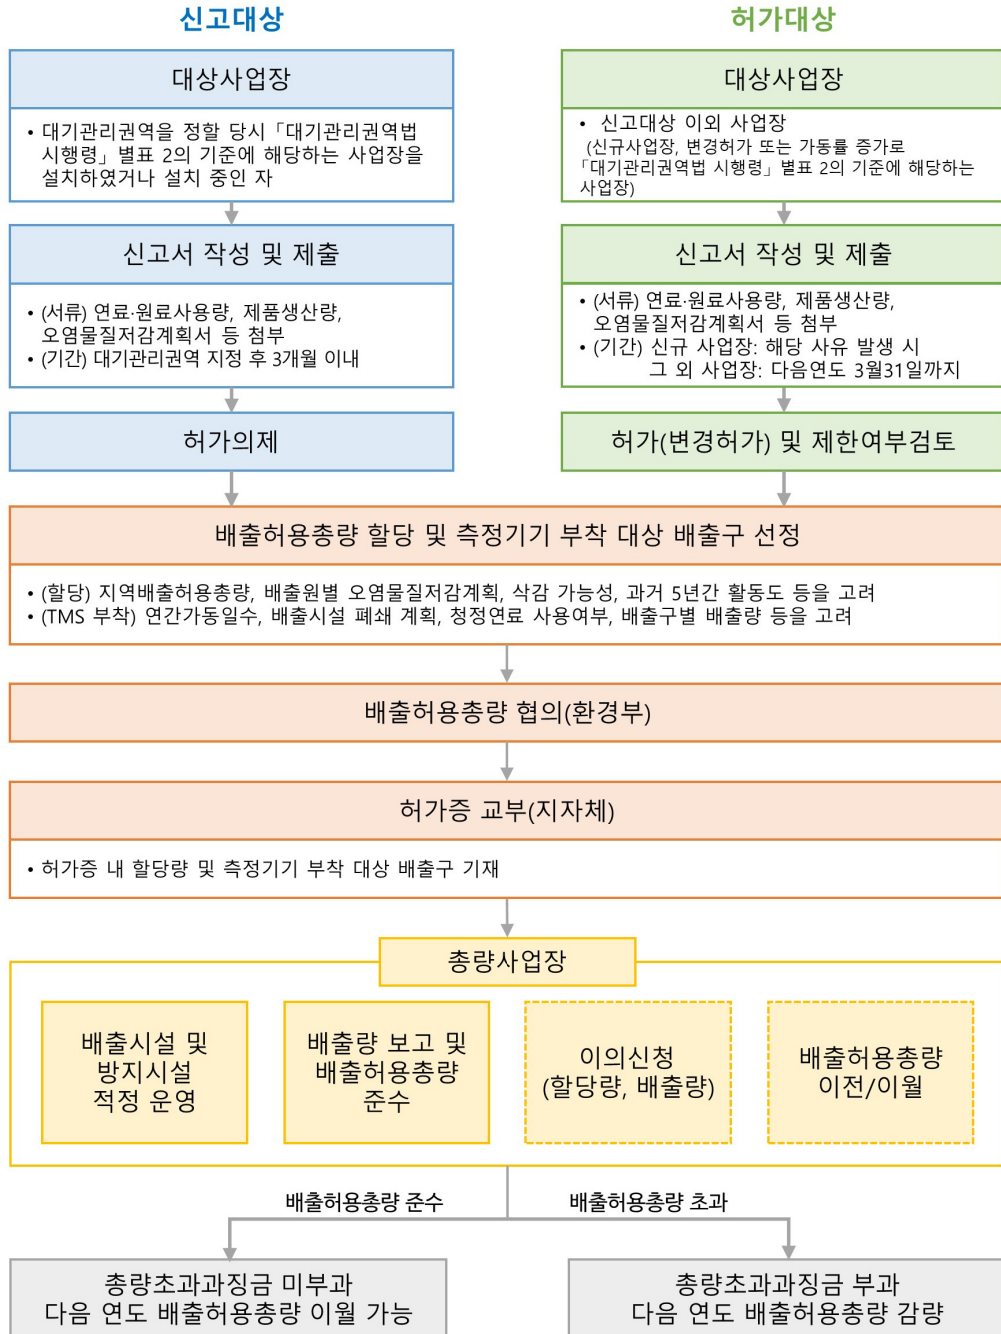 신고대상
대상사업장
• 대기관리권역을 정할 당시 「대기관리권역법
시행령」 별표 2의 기준에 해당하는 사업장을
설치하였거나 설치 중인 자
신고서 작성 및 제출
• (서류) 연료·원료사용량, 제품생산량,
오염물질저감계획서 등 첨부
• (기간) 대기관리권역 지정 후 3개월 이내
허가의제
허가대상
대상사업장
• 신고대상 이외 사업장
(신규사업장, 변경허가 또는 가동률 증가로
「대기관리권역법 시행령」 별표 2의 기준에 해당하는
사업장)
신고서 작성 및 제출
• (서류) 연료·원료사용량, 제품생산량,
오염물질저감계획서 등 첨부
• (기간) 신규 사업장: 해당 사유 발생 시
그 외 사업장: 다음연도 3월31일까지
허가(변경허가) 및 제한여부검토
배출허용총량 할당 및 측정기기 부착 대상 배출구 선정
• (할당) 지역배출허용총량, 배출원별 오염물질저감계획, 삭감 가능성, 과거 5년간 활동도 등을 고려
• (TMS 부착) 연간가동일수, 배출시설 폐쇄 계획, 청정연료 사용여부, 배출구별 배출량 등을 고려
배출허용총량 협의(환경부)
허가증 교부(지자체)
• 허가증 내 할당량 및 측정기기 부착 대상 배출구 기재
총량사업장
배출시설 및
방지시설
적정 운영
배출량 보고 및
배출허용총량
준수
이의신청
(할당량, 배출량)
배출허용총량
이전/이월
배출허용총량 준수
배출허용총량 초과
총량초과과징금 미부과
다음 연도 배출허용총량 이월 가능
총량초과과징금 부과
다음 연도 배출허용총량 감량